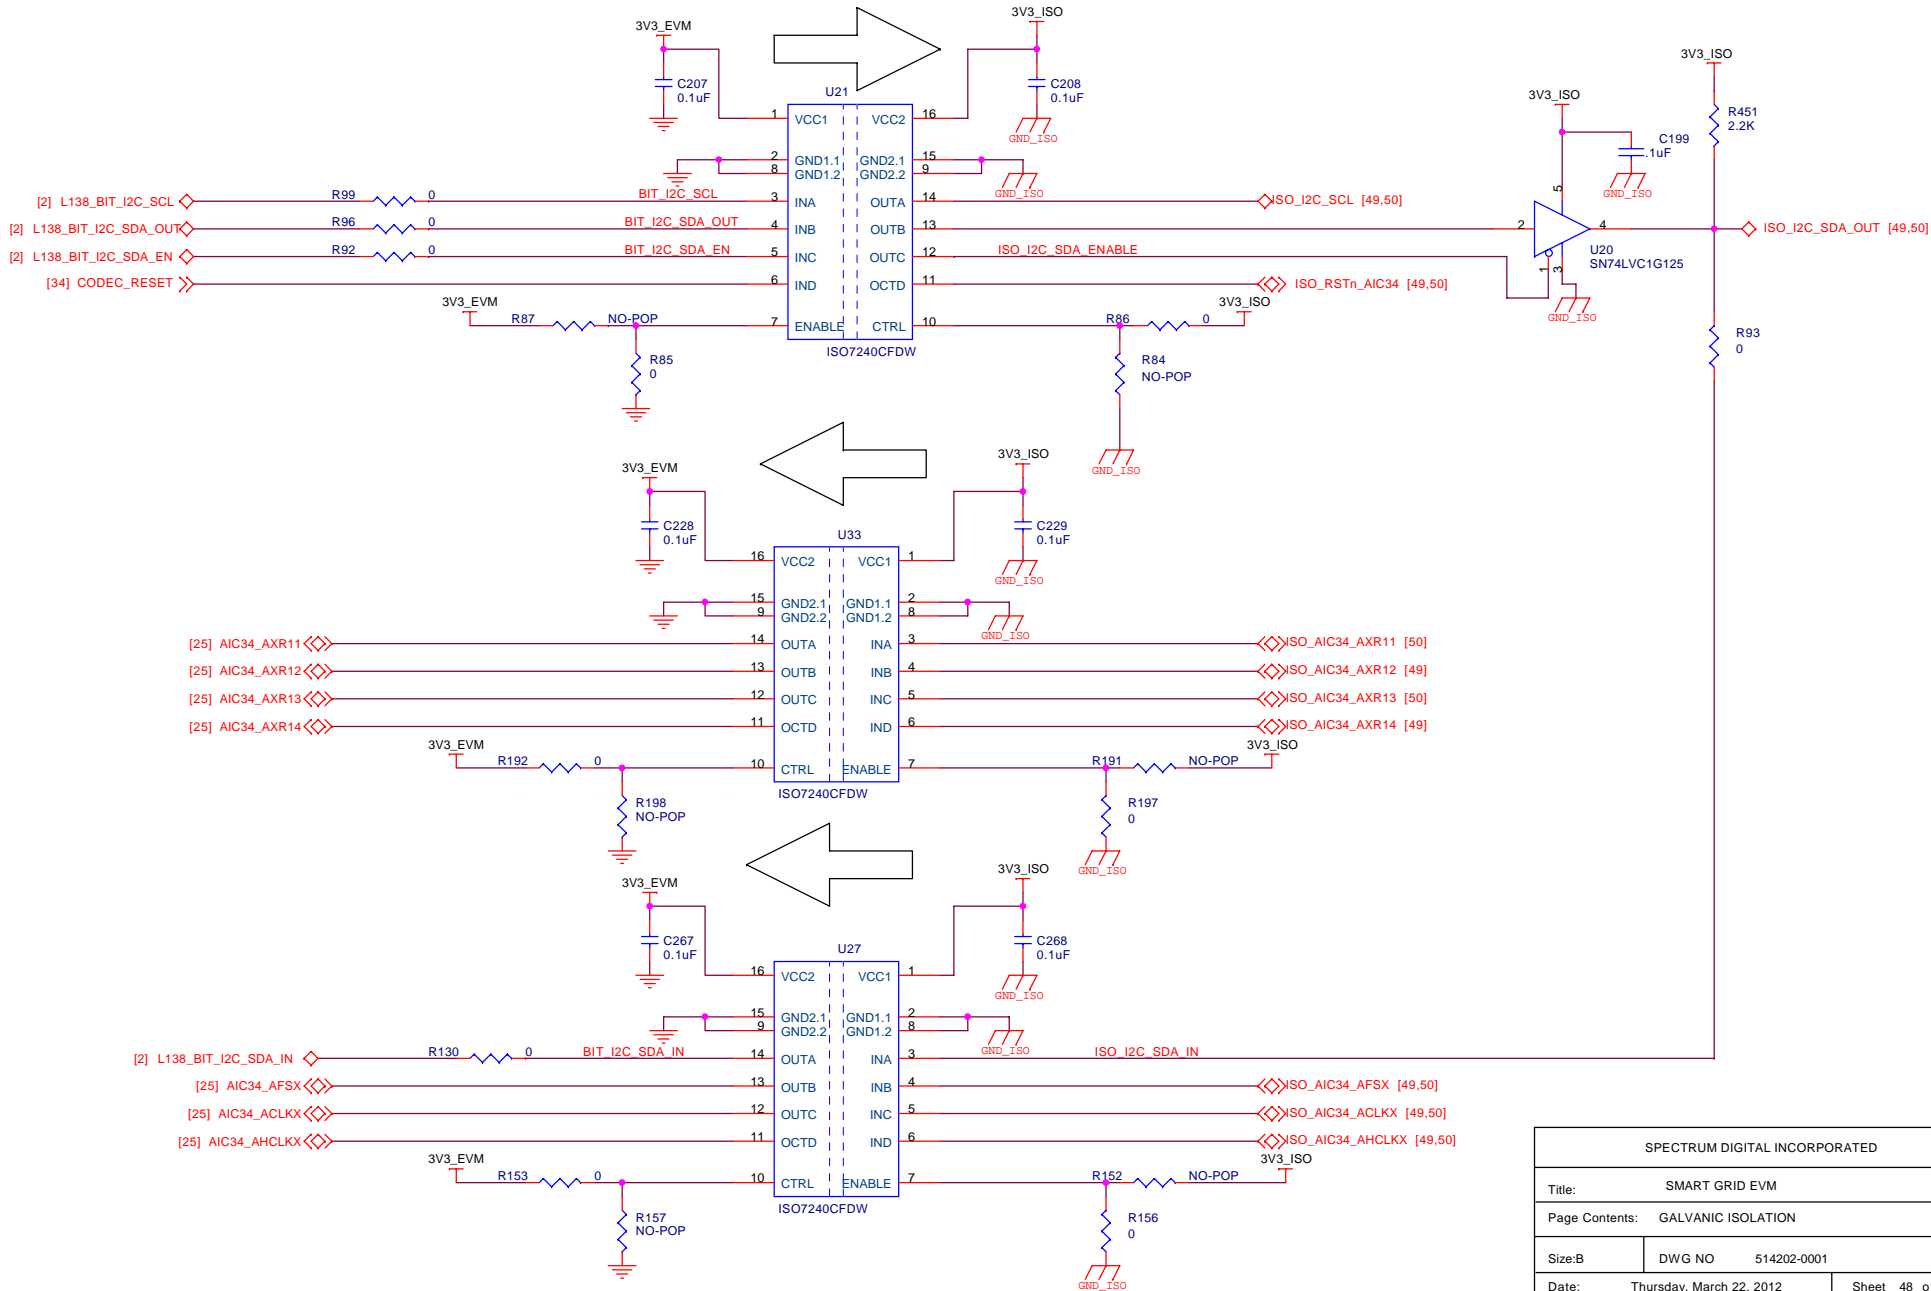 3V3_EVM
3V3_ISO
C207
0.1uF
C208
0.1uF
U21
1 VCC1 VCC2 16
GND_ISO
2 GND1.1 GND2.1 15
8 GND1.2 GND2.2 9
GND_ISO
[2] L138_BIT_I2C_SCL R99 0 BIT_I2C_SCL 3 INA OUTA 14 ISO_I2C_SCL [49,50]
[2] L138_BIT_I2C_SDA_OUT R96 0 BIT_I2C_SDA_OUT 4 INB OUTB 13
[2] L138_BIT_I2C_SDA_EN R92 0 BIT_I2C_SDA_EN 5 INC OUTC 12 ISO_I2C_SDA_ENABLE
[34] CODEC_RESET 6 IND OCTD 11 ISO_RSTn_AIC34 [49,50]
3V3_EVM R87 NO-POP 7 ENABLE CTRL 10 R86 0 3V3_ISO
ISO7240CFDW
R85
0
R84
NO-POP
GND_ISO
3V3_ISO
3V3_ISO
R451
2.2K
C199
.1uF
GND_ISO
5
2 4 ISO_I2C_SDA_OUT [49,50]
U20
SN74LVC1G125
1 3
GND_ISO
R93
0
3V3_EVM
3V3_ISO
C228
0.1uF
C229
0.1uF
U33
16 VCC2 VCC1 1
GND_ISO
15 GND2.1 GND1.1 2
9 GND2.2 GND1.2 8
GND_ISO
[25] AIC34_AXR11 14 OUTA INA 3 ISO_AIC34_AXR11 [50]
[25] AIC34_AXR12 13 OUTB INB 4 ISO_AIC34_AXR12 [49]
[25] AIC34_AXR13 12 OUTC INC 5 ISO_AIC34_AXR13 [50]
[25] AIC34_AXR14 11 OCTD IND 6 ISO_AIC34_AXR14 [49]
3V3_EVM R192 0 10 CTRL ENABLE 7 R191 NO-POP 3V3_ISO
ISO7240CFDW
R198
NO-POP
R197
0
GND_ISO
3V3_EVM
3V3_ISO
C267
0.1uF
C268
0.1uF
U27
16 VCC2 VCC1 1
GND_ISO
15 GND2.1 GND1.1 2
9 GND2.2 GND1.2 8
GND_ISO
[2] L138_BIT_I2C_SDA_IN R130 0 BIT_I2C_SDA_IN 14 OUTA INA 3 ISO_I2C_SDA_IN
[25] AIC34_AFSX 13 OUTB INB 4 ISO_AIC34_AFSX [49,50]
[25] AIC34_ACLKX 12 OUTC INC 5 ISO_AIC34_ACLKX [49,50]
[25] AIC34_AHCLKX 11 OCTD IND 6 ISO_AIC34_AHCLKX [49,50]
3V3_EVM R153 0 10 CTRL ENABLE 7 R152 NO-POP 3V3_ISO
ISO7240CFDW
R157
NO-POP
R156
0
GND_ISO
SPECTRUM DIGITAL INCORPORATED
Title: SMART GRID EVM
Page Contents: GALVANIC ISOLATION
Size:B DWG NO 514202-0001
Date: Thursday, March 22, 2012 Sheet 48 o